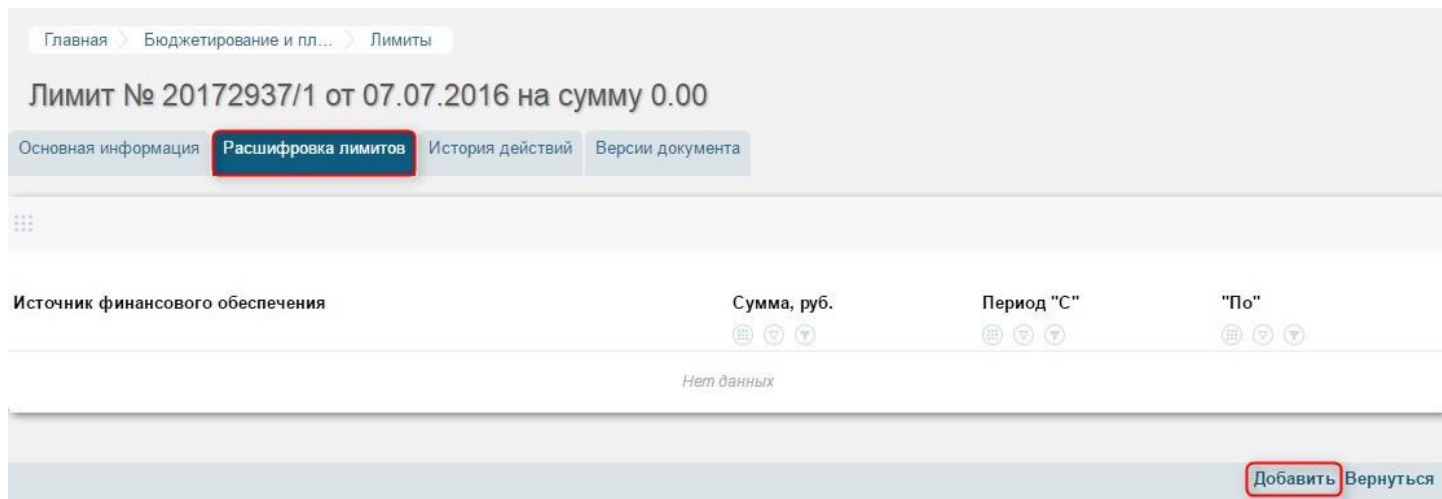 Главная Бюджетирование и пл... Лимиты
Лимит № 20172937/1 от 07.07.2016 на сумму 0.00
Основная информация Расшифровка лимитов История действий Версии документа
Источник финансового обеспечения Сумма, руб. Период "С" "По"
Нет данных
Добавить Вернуться